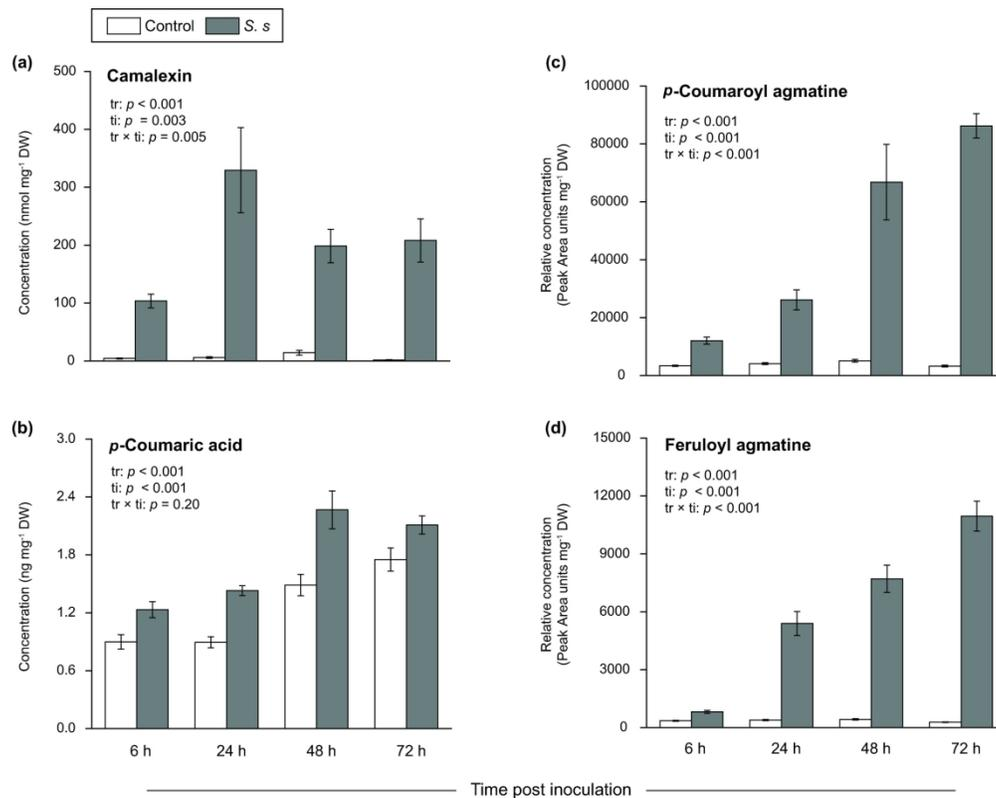 Control S. s
(a)
Camalexin
tr: p < 0.001
ti: p = 0.003
tr × ti: p = 0.005
Concentration (nmol mg⁻¹ DW)
500
400
300
200
100
0
(b)
p-Coumaric acid
tr: p < 0.001
ti: p < 0.001
tr × ti: p = 0.20
Concentration (ng mg⁻¹ DW)
3.0
2.4
1.8
1.2
0.6
0.0
6 h 24 h 48 h 72 h
(c)
p-Coumaroyl agmatine
tr: p < 0.001
ti: p < 0.001
tr × ti: p < 0.001
Relative concentration
(Peak Area units mg⁻¹ DW)
100000
80000
60000
40000
20000
0
(d)
Feruloyl agmatine
tr: p < 0.001
ti: p < 0.001
tr × ti: p < 0.001
Relative concentration
(Peak Area units mg⁻¹ DW)
15000
12000
9000
6000
3000
0
6 h 24 h 48 h 72 h
Time post inoculation